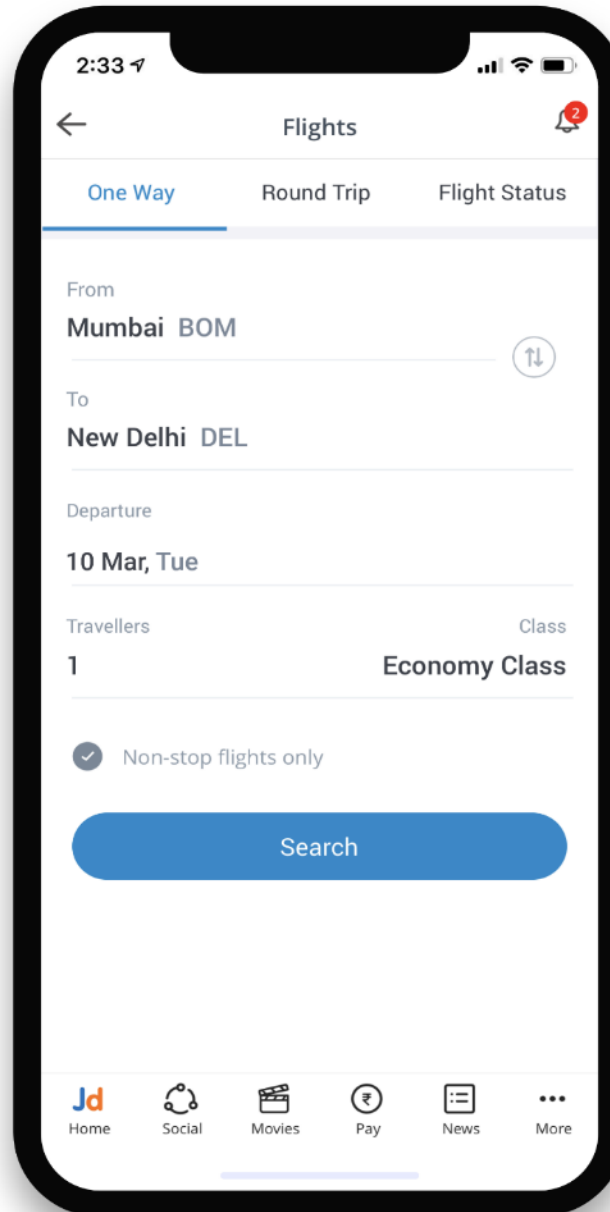 2:33
Flights
2
One Way Round Trip Flight Status
From
Mumbai BOM
To
New Delhi DEL
Departure
10 Mar, Tue
Travellers Class
1 Economy Class
Non-stop flights only
Search
Jd
Home Social Movies Pay News More